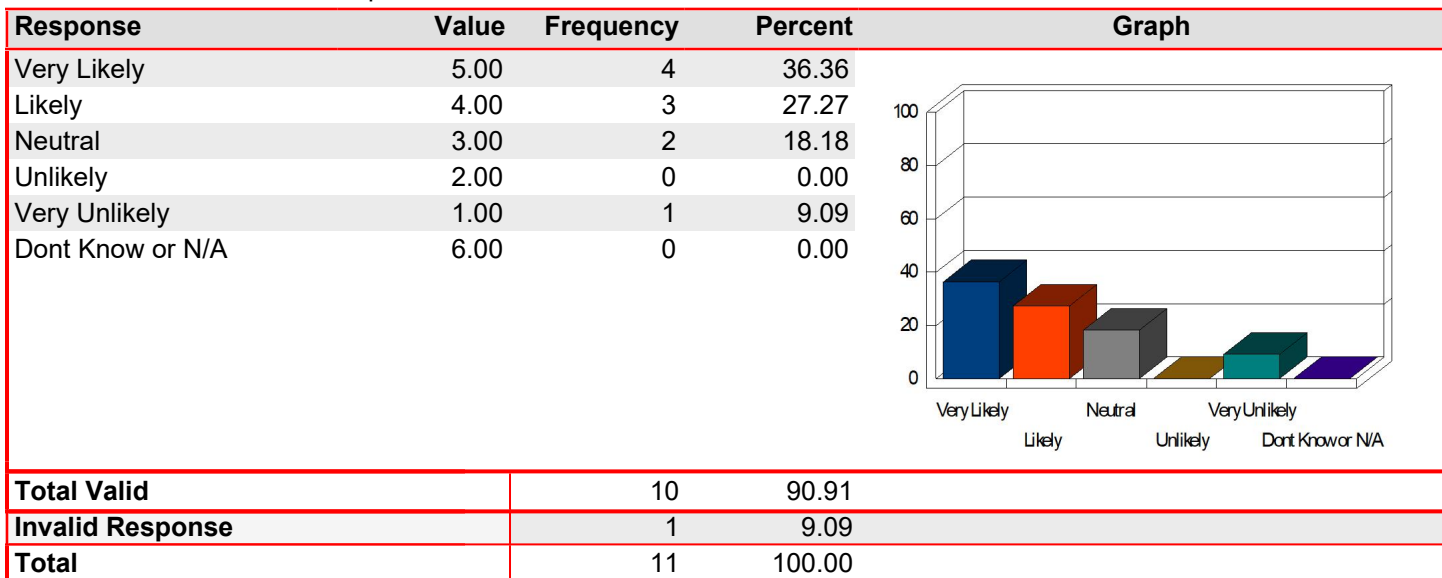 Response Value Frequency Percent Graph
Very Likely 5.00 4 36.36
Likely 4.00 3 27.27
Neutral 3.00 2 18.18
Unlikely 2.00 0 0.00
Very Unlikely 1.00 1 9.09
Dont Know or N/A 6.00 0 0.00
100
80
60
40
20
0
Very Likely Neutral Very Unlikely
Likely Unlikely Dont Know or N/A
Total Valid 10 90.91
Invalid Response 1 9.09
Total 11 100.00